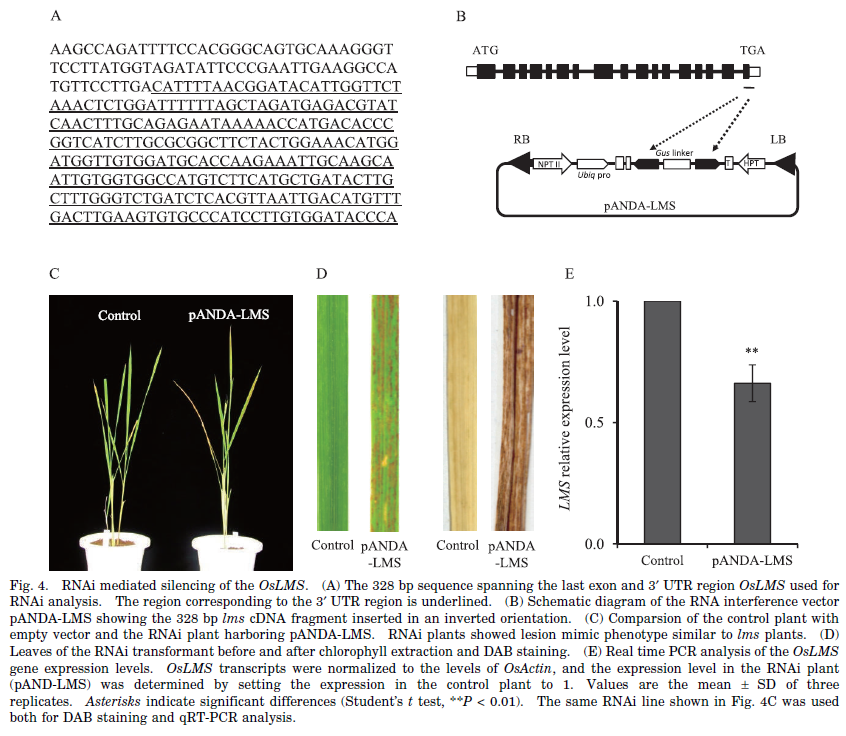 A
AAGCCAGATTTTCCACGGGCAGTGCAAAGGGT
TCCTTATGGTAGATATTCCCGAATTGAAGGCCA
TGTTCCTTGACATTTTAACGGATACATTGGTTCT
AAACTCTGGATTTTTTAGCTAGATGAGACGTAT
CAACTTTGCAGAGAATAAAAACCATGACACCC
GGTCATCTTGCGCGGCTTCTACTGGAAACATGG
ATGGTTGTGGATGCACCAAGAAATTGCAAGCA
ATTGTGGTGGCCATGTCTTCATGCTGATACTTG
CTTTGGGTCTGATCTCACGTTAATTGACATGTTT
GACTTGAAGTGTGCCCATCCTTGTGGATACCCA
B
ATG
TGA
RB
LB
NPT II
Ubiq pro
Gus linker
T
HPT
pANDA-LMS
C
Control
pANDA-LMS
D
Control
pANDA
-LMS
Control
pANDA
-LMS
E
LMS relative expression level
1.0
0.5
0.0
**
Control
pANDA-LMS
Fig. 4. RNAi mediated silencing of the OsLMS. (A) The 328 bp sequence spanning the last exon and 3′ UTR region OsLMS used for
RNAi analysis. The region corresponding to the 3′ UTR region is underlined. (B) Schematic diagram of the RNA interference vector
pANDA-LMS showing the 328 bp lms cDNA fragment inserted in an inverted orientation. (C) Comparsion of the control plant with
empty vector and the RNAi plant harboring pANDA-LMS. RNAi plants showed lesion mimic phenotype similar to lms plants. (D)
Leaves of the RNAi transformant before and after chlorophyll extraction and DAB staining. (E) Real time PCR analysis of the OsLMS
gene expression levels. OsLMS transcripts were normalized to the levels of OsActin, and the expression level in the RNAi plant
(pAND-LMS) was determined by setting the expression in the control plant to 1. Values are the mean ± SD of three
replicates. Asterisks indicate significant differences (Student's t test, **P < 0.01). The same RNAi line shown in Fig. 4C was used
both for DAB staining and qRT-PCR analysis.